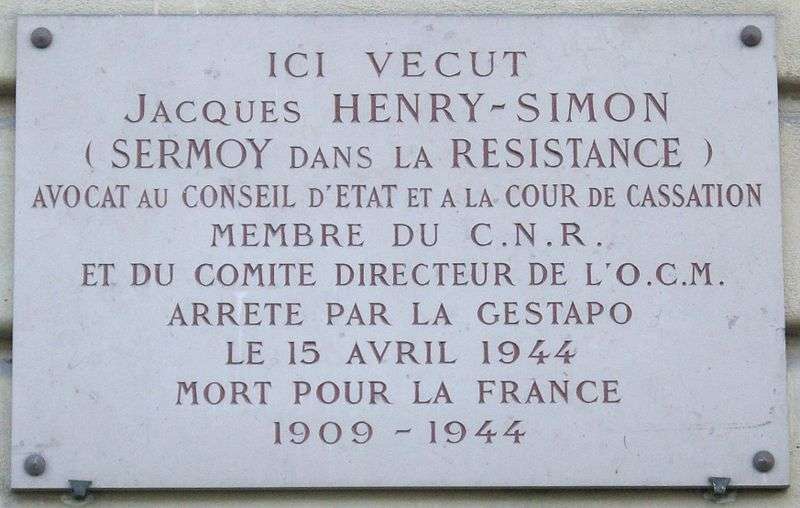 ICI VECUT
JACQUES HENRY-SIMON
( SERMOY DANS LA RESISTANCE )
AVOCAT AU CONSEIL D'ETAT ET A LA COUR DE CASSATION
MEMBRE DU C.N.R.
ET DU COMITE DIRECTEUR DE L'O.C.M.
ARRETE PAR LA GESTAPO
LE 15 AVRIL 1944
MORT POUR LA FRANCE
1909 - 1944